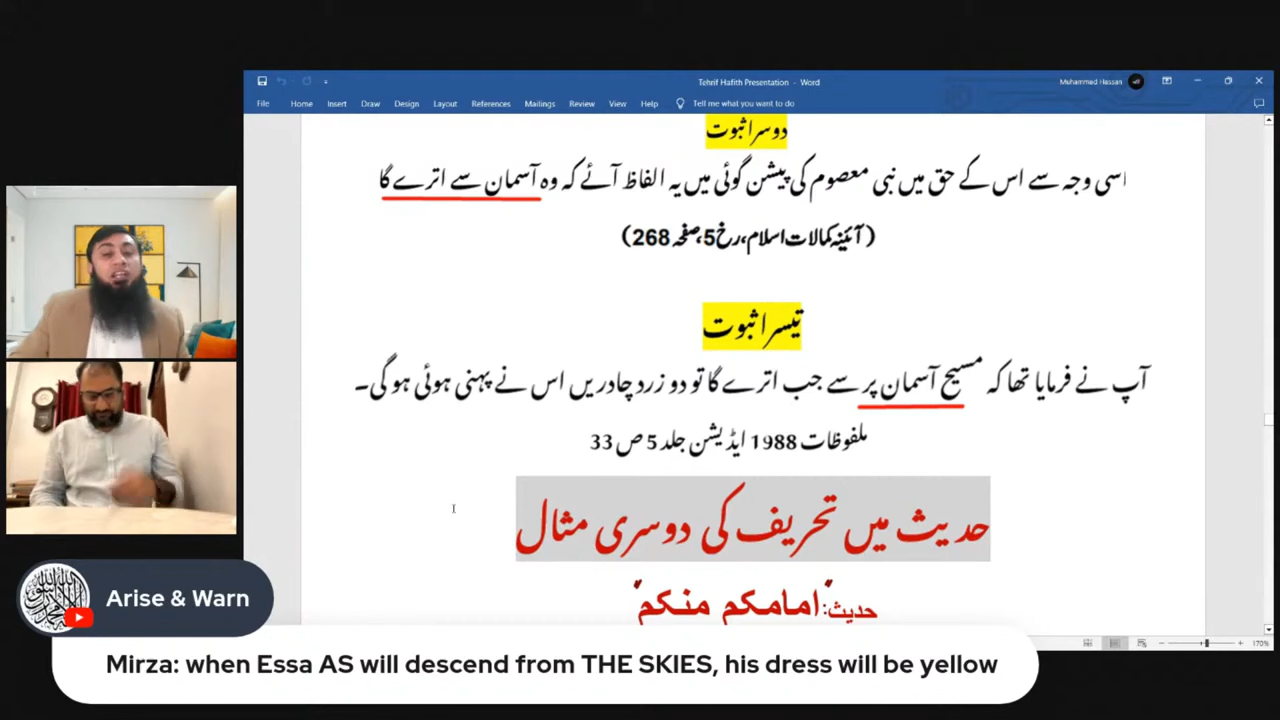 Tehrif Hafith Presentation - Word
Muhammed Hassan
File Home Insert Draw Design Layout References Mailings Review View Help Tell me what you want to do
دوسرا ثبوت
اسی وجہ سے اس کے حق میں نبی معصوم کی پیشن گوئی میں یہ الفاظ آئے کہ وہ آسمان سے اترے گا
(آئینہ کمالات اسلام،رخ 5،صفحہ 268)
تیسرا ثبوت
آپ نے فرمایا تھا کہ مسیح آسمان پر سے جب اترے گا تو دو زرد چادریں اس نے پہنی ہوئی ہو گی۔
ملفوظات 1988 ایڈیشن جلد 5 ص 33
حدیث میں تحریف کی دوسری مثال
حدیث: "امامکم منکم"
170%
Arise & Warn
Mirza: when Essa AS will descend from THE SKIES, his dress will be yellow